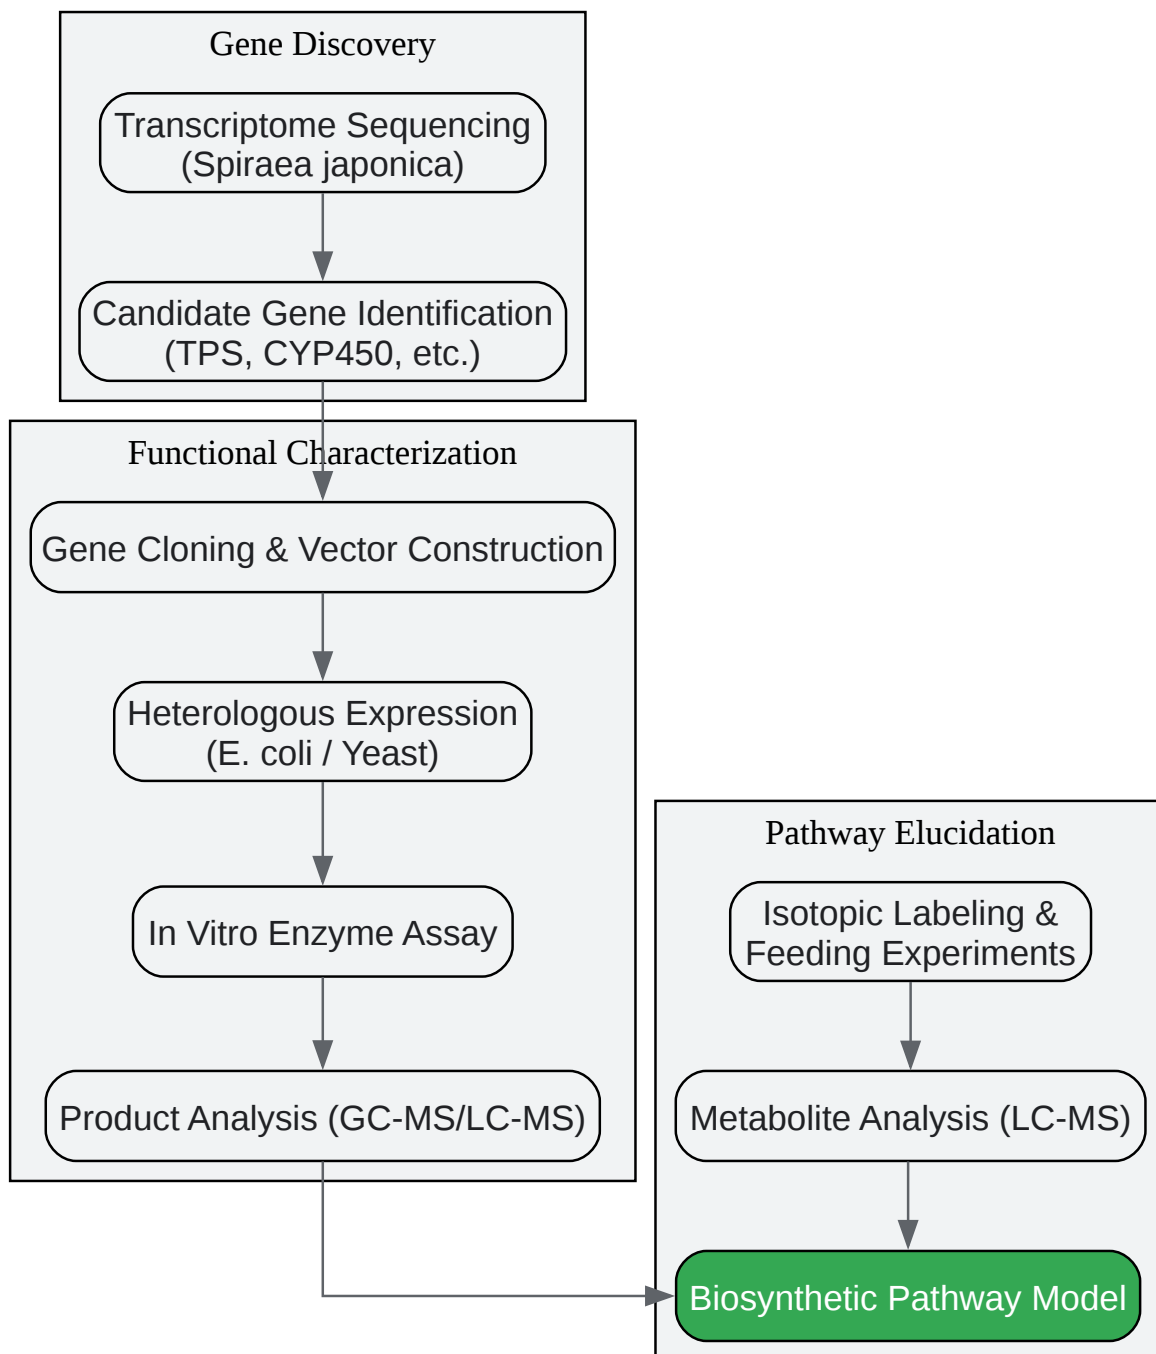 Gene Discovery
Transcriptome Sequencing
(Spiraea japonica)
Candidate Gene Identification
(TPS, CYP450, etc.)
Functional Characterization
Gene Cloning & Vector Construction
Heterologous Expression
(E. coli / Yeast)
In Vitro Enzyme Assay
Product Analysis (GC-MS/LC-MS)
Pathway Elucidation
Isotopic Labeling &
Feeding Experiments
Metabolite Analysis (LC-MS)
Biosynthetic Pathway Model